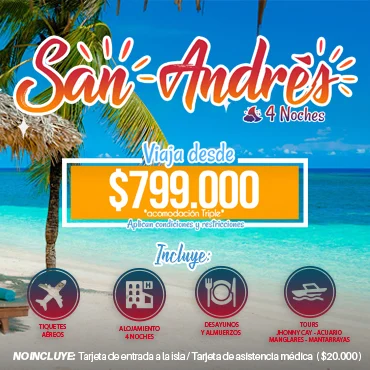 Sàn Andrès
4 Noches
Viaja desde
$799.000
*acomodación Triple*
Aplican condiciones y restricciones
Incluye:
TIQUETES
AÉREOS
ALOJAMIENTO
4 NOCHES
DESAYUNOS
Y ALMUERZOS
TOURS
JHONNY CAY - ACUARIO
MANGLARES - MANTARRAYAS
NO INCLUYE: Tarjeta de entrada a la isla / Tarjeta de asistencia médica ( $20.000)